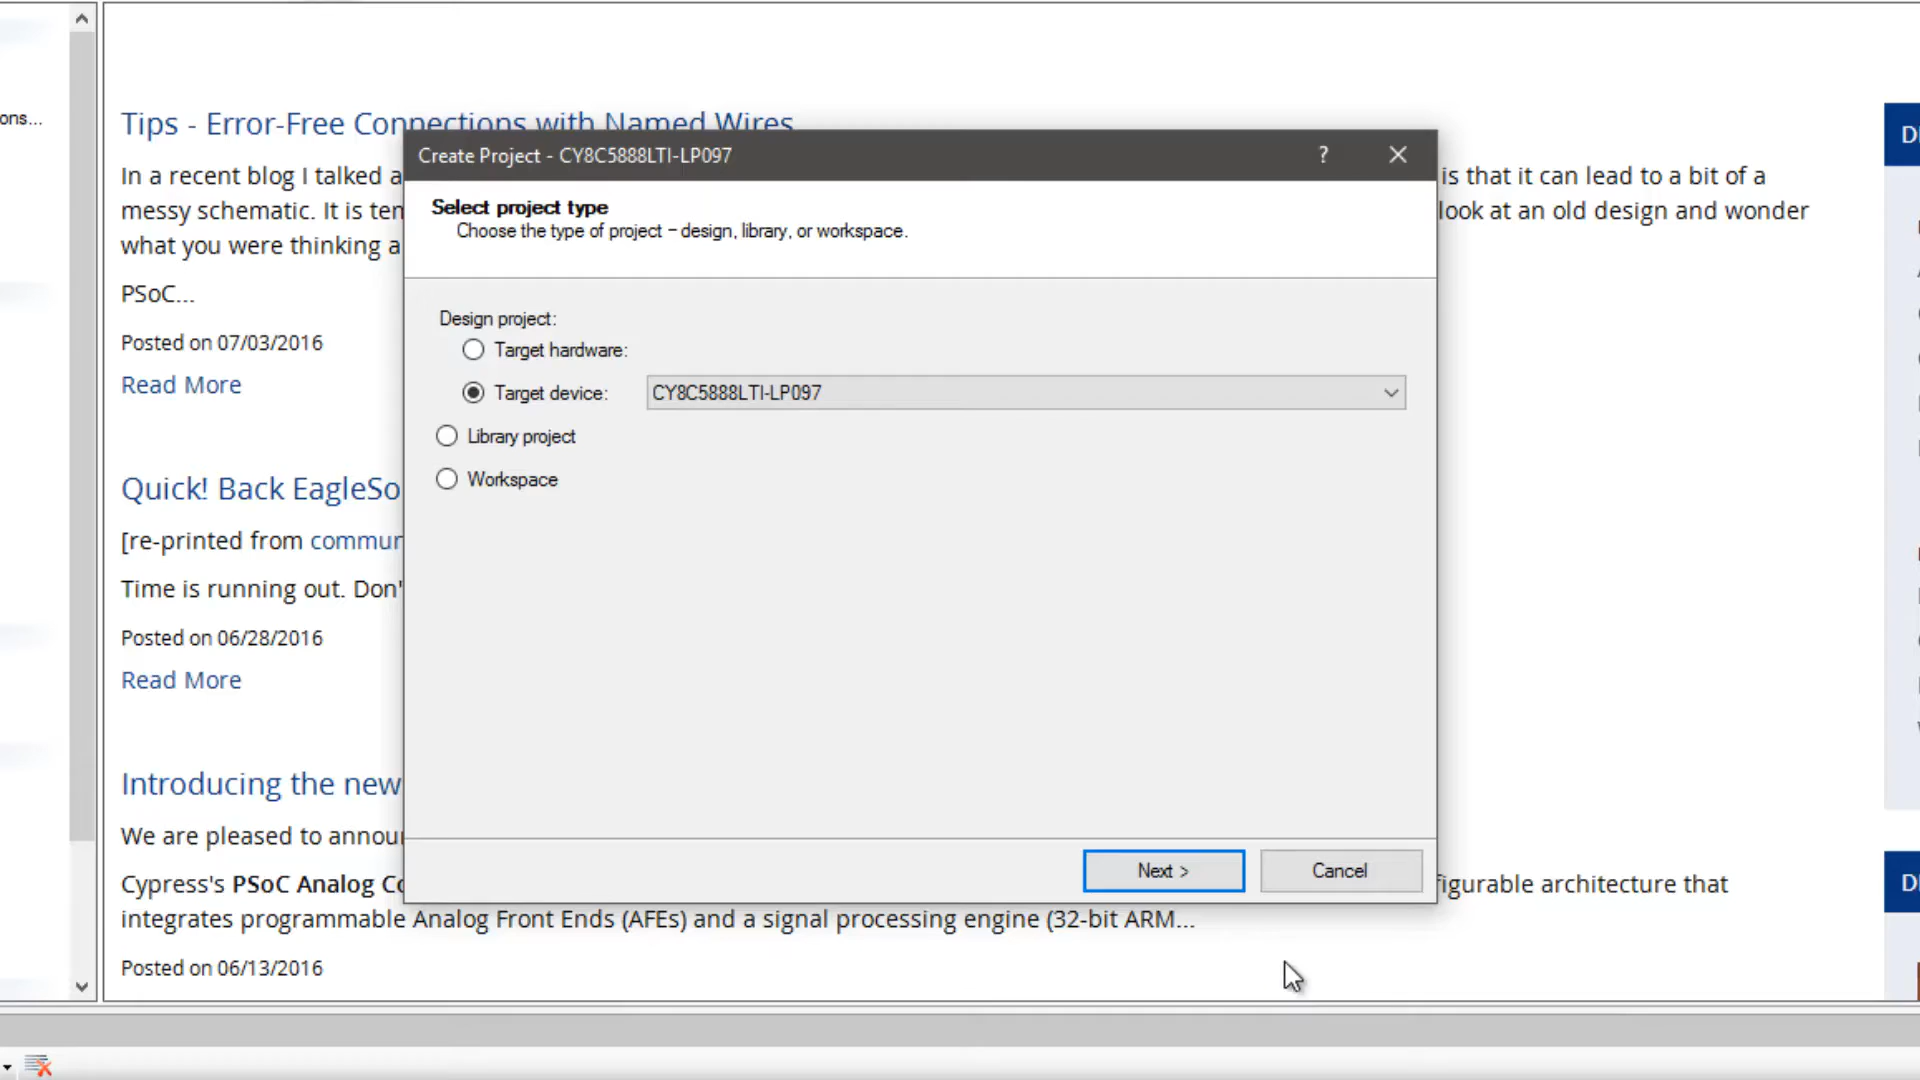 ons...
Tips - Error-Free Connections with Named Wires
In a recent blog I talked a
is that it can lead to a bit of a
messy schematic. It is ten
look at an old design and wonder
what you were thinking a
PSoC...
Posted on 07/03/2016
Read More
Quick! Back EagleSo
[re-printed from commun
Time is running out. Don'
Posted on 06/28/2016
Read More
Introducing the new
We are pleased to annou
Cypress's PSoC Analog Co
figurable architecture that
integrates programmable Analog Front Ends (AFEs) and a signal processing engine (32-bit ARM...
Posted on 06/13/2016
Create Project - CY8C5888LTI-LP097
?
Select project type
Choose the type of project – design, library, or workspace.
Design project:
Target hardware:
Target device:
CY8C5888LTI-LP097
Library project
Workspace
Next >
Cancel